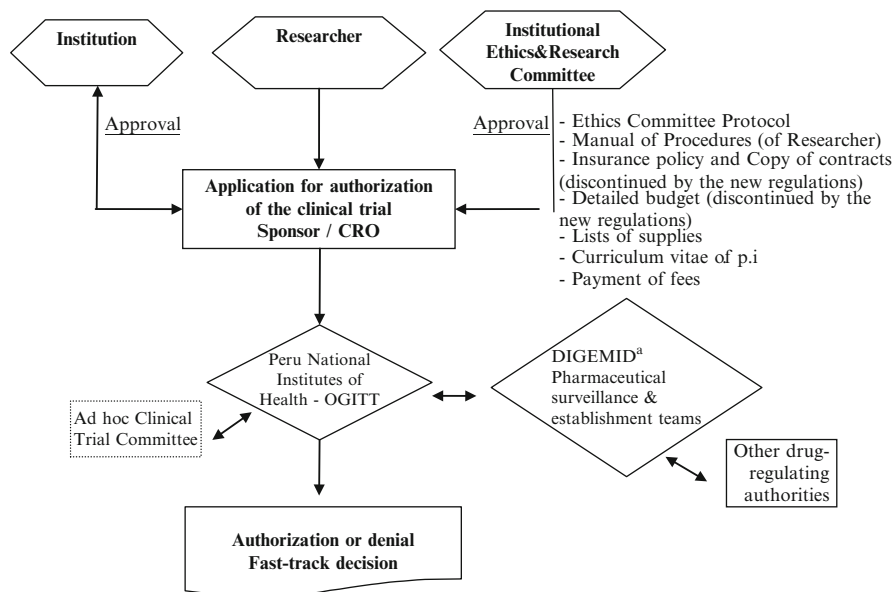 Institution
Researcher
Institutional
Ethics&Research
Committee
Approval
Approval
- Ethics Committee Protocol
- Manual of Procedures (of Researcher)
- Insurance policy and Copy of contracts
(discontinued by the new regulations)
- Detailed budget (discontinued by the
new regulations)
- Lists of supplies
- Curriculum vitae of p.i
- Payment of fees
Application for authorization
of the clinical trial
Sponsor / CRO
Peru National
Institutes of
Health - OGITT
DIGEMIDa
Pharmaceutical
surveillance &
establishment teams
Ad hoc Clinical
Trial Committee
Other drug-
regulating
authorities
Authorization or denial
Fast-track decision